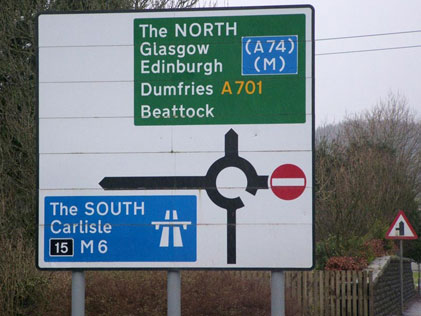 The NORTH
Glasgow
Edinburgh
(A74)
(M)
Dumfries A701
Beattock
The SOUTH
Carlisle
15 M6